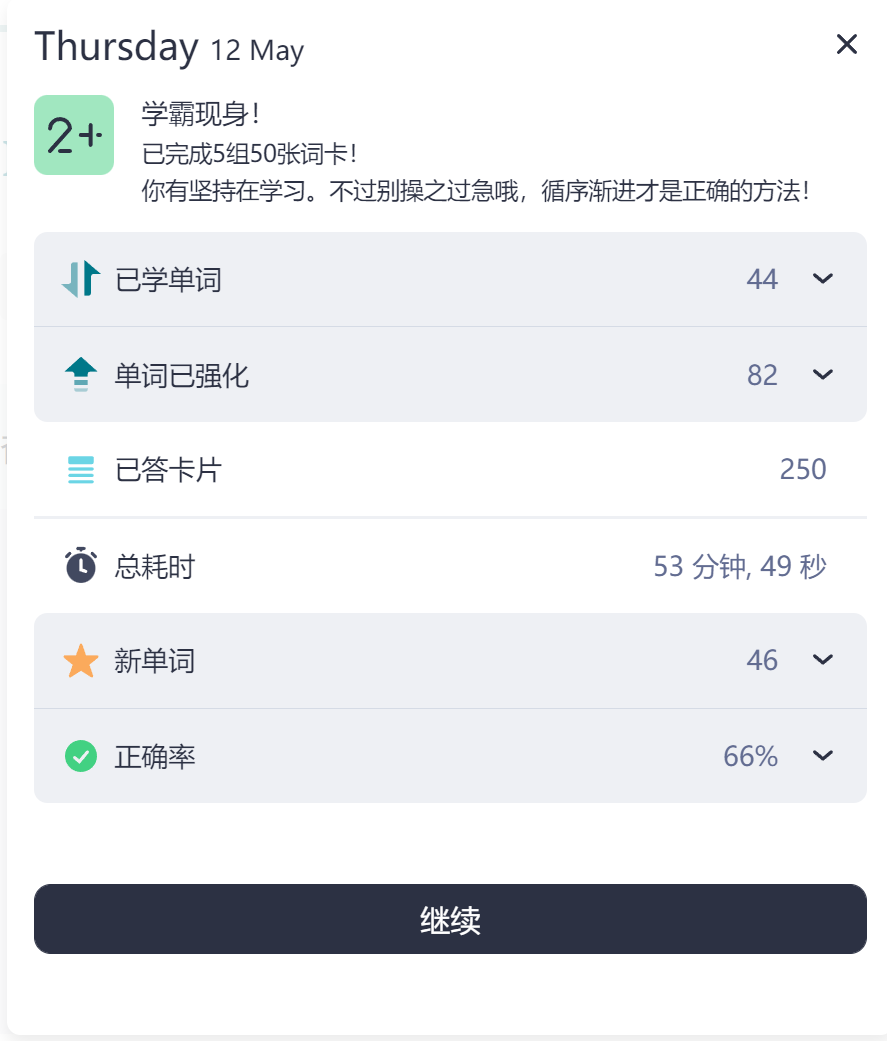 Thursday 12 May
2+
学霸现身！
已完成5组50张词卡！
你有坚持在学习。不过别操之过急哦，循序渐进才是正确的方法！
已学单词 44
单词已强化 82
已答卡片 250
总耗时 53 分钟, 49 秒
新单词 46
正确率 66%
继续